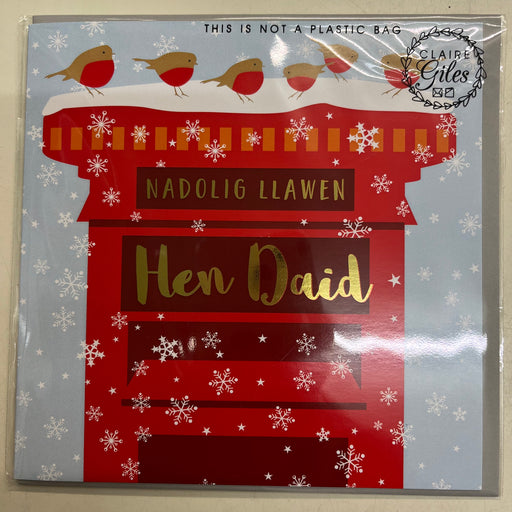 THIS IS NOT A PLASTIC BAG
CLAIRE
Giles
NADOLIG LLAWEN
Hen Daid